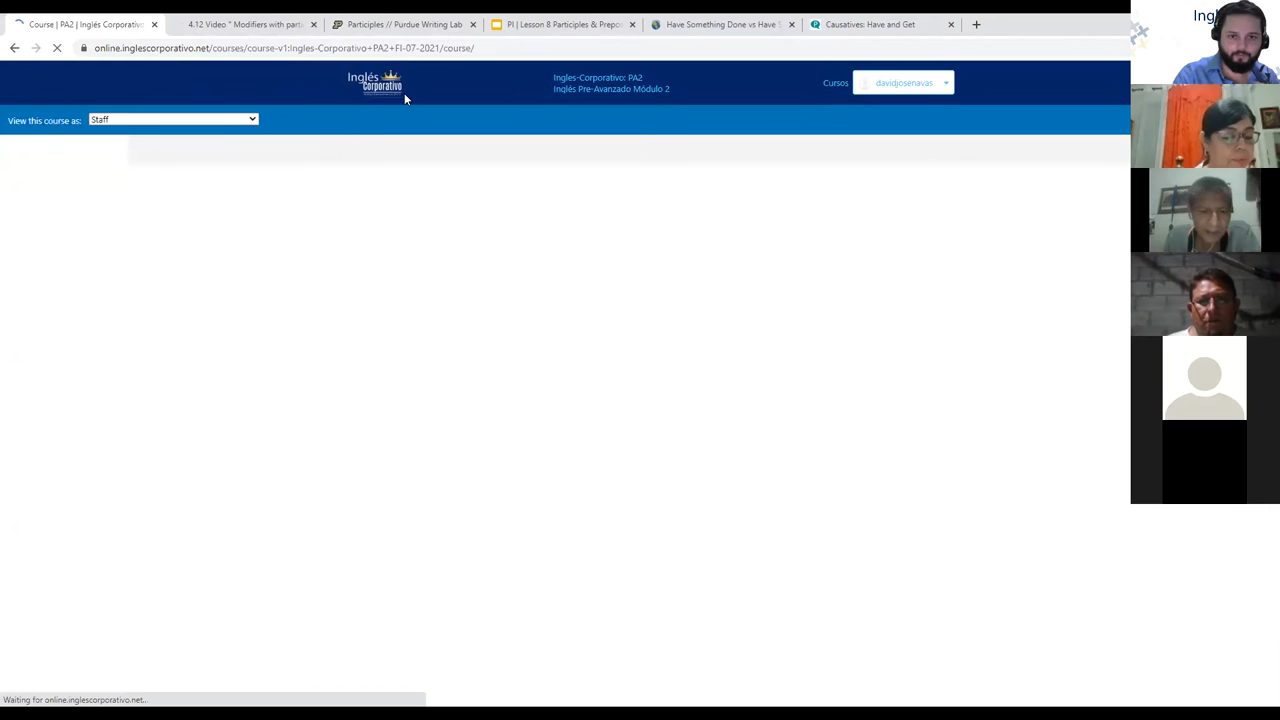 Course | PA2 | Inglés Corporativo
4.12 Video " Modifiers with part
Participles // Purdue Writing Lab
PI | Lesson 8 Participles & Prepo
Have Something Done vs Have S
Causatives: Have and Get
online.inglescorporativo.net/courses/course-v1:Ingles-Corporativo+PA2+FI-07-2021/course/
Inglés
Corporativo
Ingles-Corporativo: PA2
Inglés Pre-Avanzado Módulo 2
Cursos
davidjosenavas
View this course as:
Staff
Waiting for online.inglescorporativo.net...
Ingl